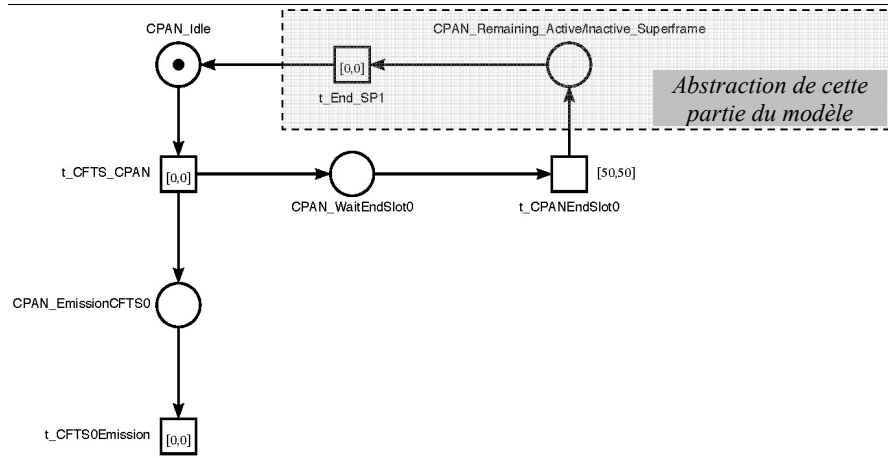 CPAN_Idle
CPAN_Remaining_Active/Inactive_Superframe
[0,0]
t_End_SP1
Abstraction de cette
partie du modèle
t_CFTS_CPAN
[0,0]
[50,50]
CPAN_WaitEndSlot0
t_CPANEndSlot0
CPAN_EmissionCFTS0
t_CFTS0Emission
[0,0]